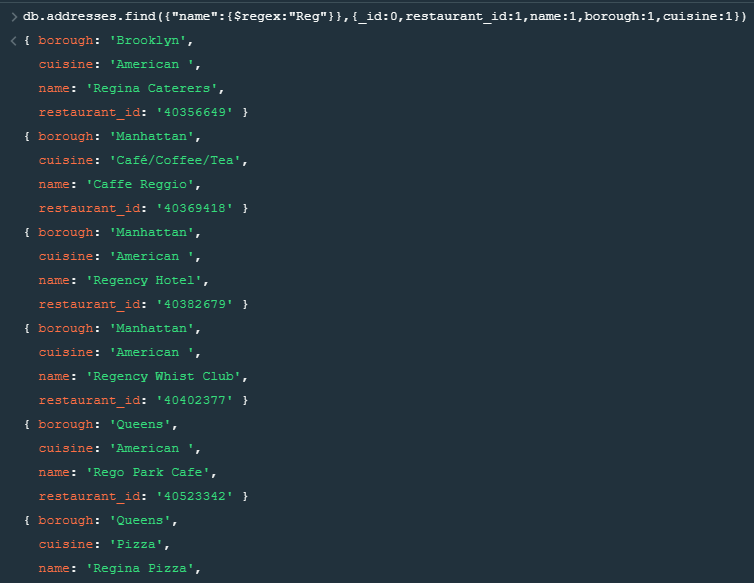 > db.addresses.find({"name":{$regex:"Reg"}},{_id:0,restaurant_id:1,name:1,borough:1,cuisine:1})
< { borough: 'Brooklyn',
cuisine: 'American ',
name: 'Regina Caterers',
restaurant_id: '40356649' }
{ borough: 'Manhattan',
cuisine: 'Café/Coffee/Tea',
name: 'Caffe Reggio',
restaurant_id: '40369418' }
{ borough: 'Manhattan',
cuisine: 'American ',
name: 'Regency Hotel',
restaurant_id: '40382679' }
{ borough: 'Manhattan',
cuisine: 'American ',
name: 'Regency Whist Club',
restaurant_id: '40402377' }
{ borough: 'Queens',
cuisine: 'American ',
name: 'Rego Park Cafe',
restaurant_id: '40523342' }
{ borough: 'Queens',
cuisine: 'Pizza',
name: 'Regina Pizza',